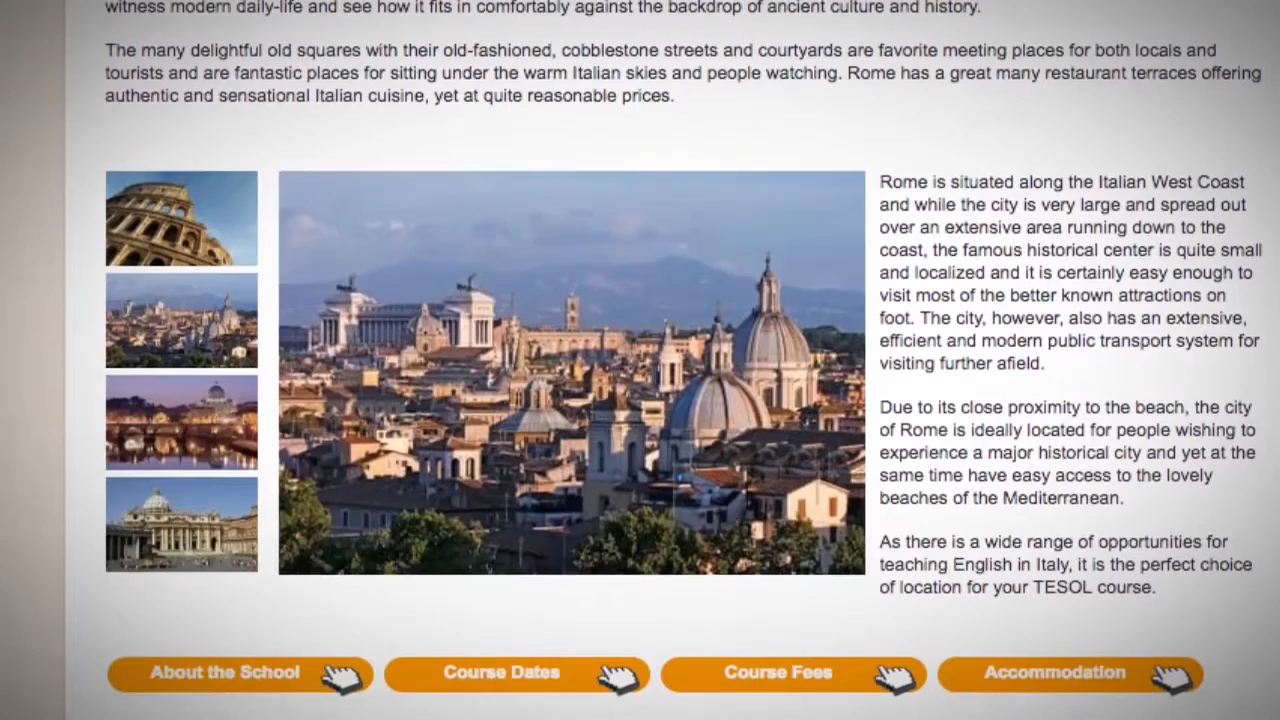 witness modern daily-life and see how it fits in comfortably against the backdrop of ancient culture and history.
The many delightful old squares with their old-fashioned, cobblestone streets and courtyards are favorite meeting places for both locals and
tourists and are fantastic places for sitting under the warm Italian skies and people watching. Rome has a great many restaurant terraces offering
authentic and sensational Italian cuisine, yet at quite reasonable prices.
Rome is situated along the Italian West Coast
and while the city is very large and spread out
over an extensive area running down to the
coast, the famous historical center is quite small
and localized and it is certainly easy enough to
visit most of the better known attractions on
foot. The city, however, also has an extensive,
efficient and modern public transport system for
visiting further afield.
Due to its close proximity to the beach, the city
of Rome is ideally located for people wishing to
experience a major historical city and yet at the
same time have easy access to the lovely
beaches of the Mediterranean.
As there is a wide range of opportunities for
teaching English in Italy, it is the perfect choice
of location for your TESOL course.
About the School
Course Dates
Course Fees
Accommodation